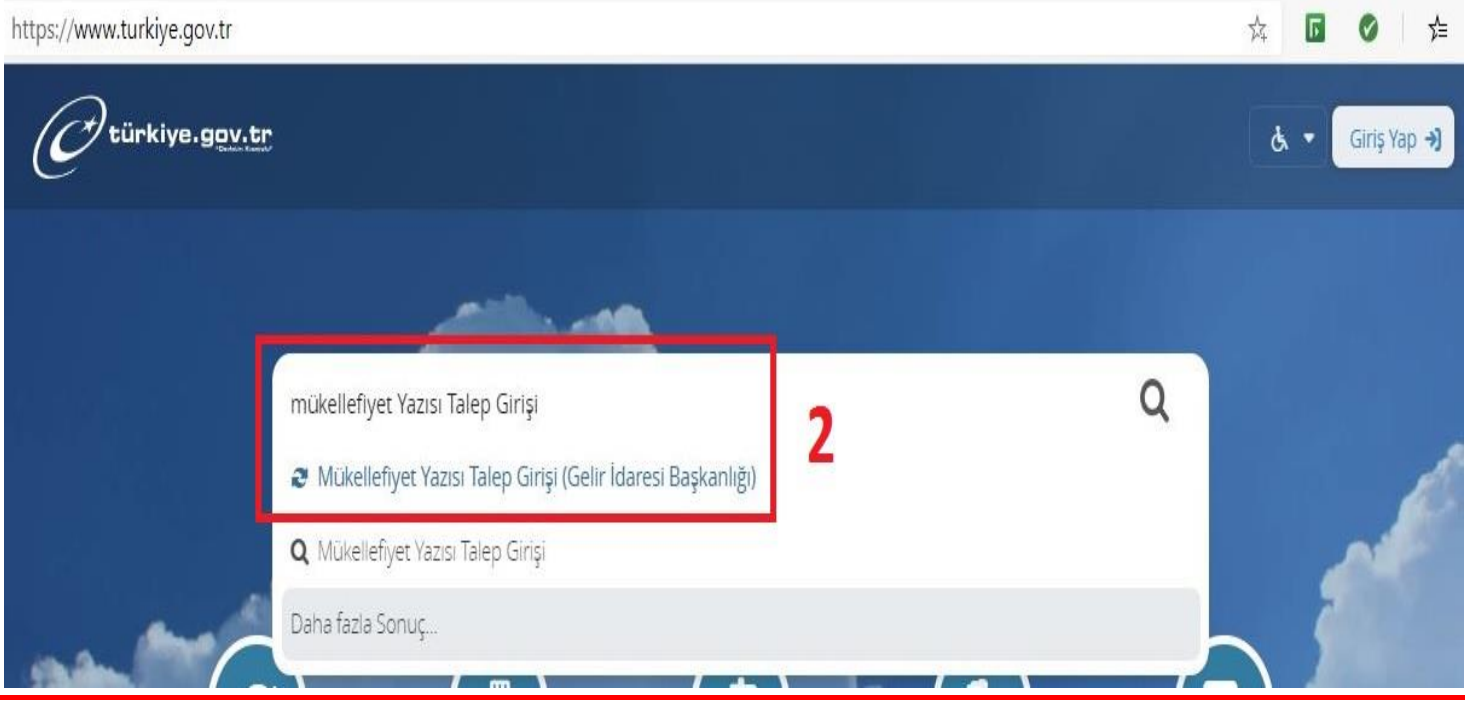 https://www.turkiye.gov.tr
türkiye.gov.tr
Giriş Yap
mükellefiyet Yazısı Talep Girişi
2
Mükellefiyet Yazısı Talep Girişi (Gelir İdaresi Başkanlığı)
Mükellefiyet Yazısı Talep Girişi
Daha fazla Sonuç...